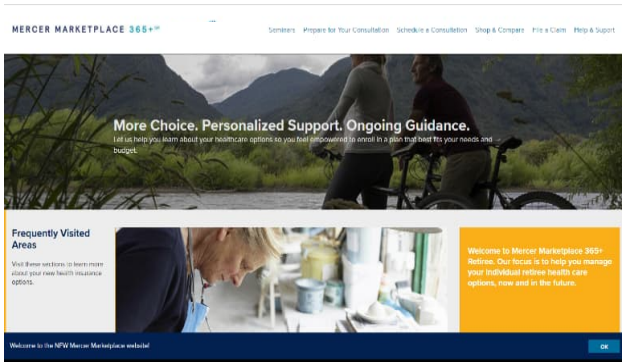 MERCER MARKETPLACE 365+ SM
Seminars Prepare for Your Consultation Schedule a Consultation Shop & Compare File a Claim Help & Suport
More Choice. Personalized Support. Ongoing Guidance.
Let us help you learn about your healthcare options so you feel empowered to enroll in a plan that best fits your needs and
budget.
Frequently Visited
Areas
Visit these sections to learn more
about your new health insurance
options.
Welcome to Mercer Marketplace 365+
Retiree. Our focus is to help you manage
your individual retiree health care
options, now and in the future.
Welcome to the NEW Mercer Marketplace website!
OK